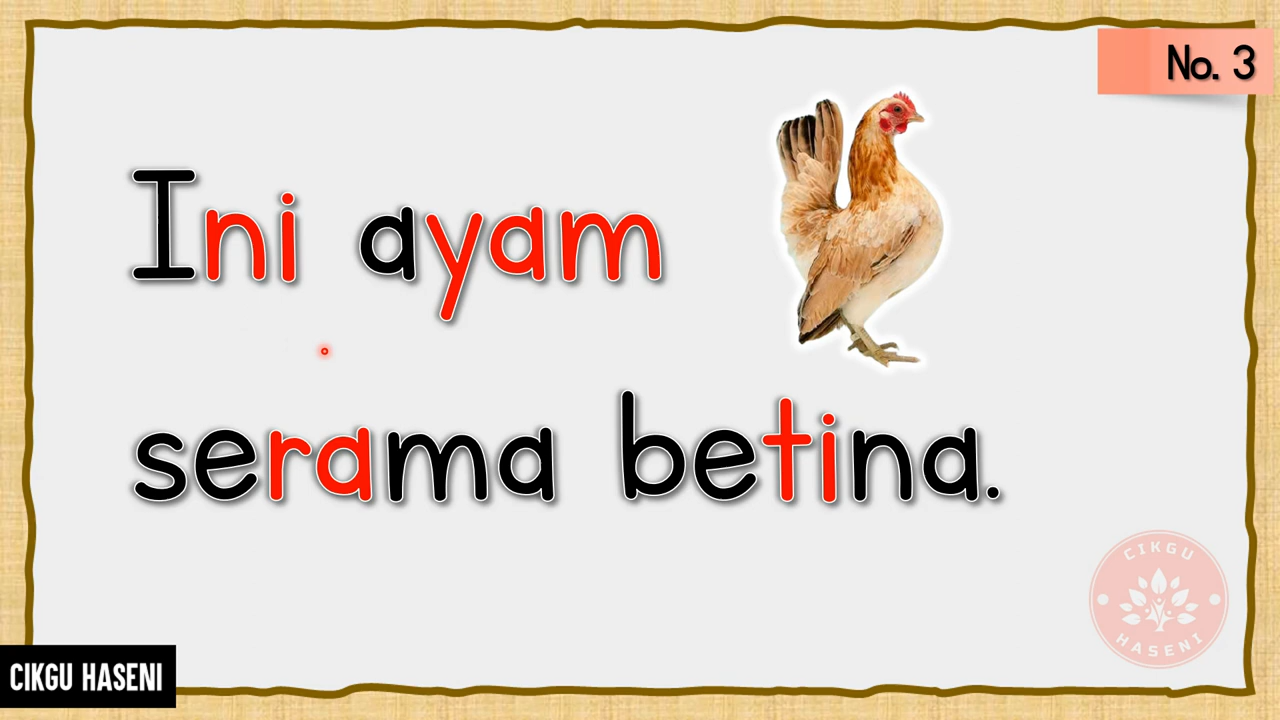 No. 3
Ini ayam
serama betina.
CIKGU
HASENI
CIKGU HASENI